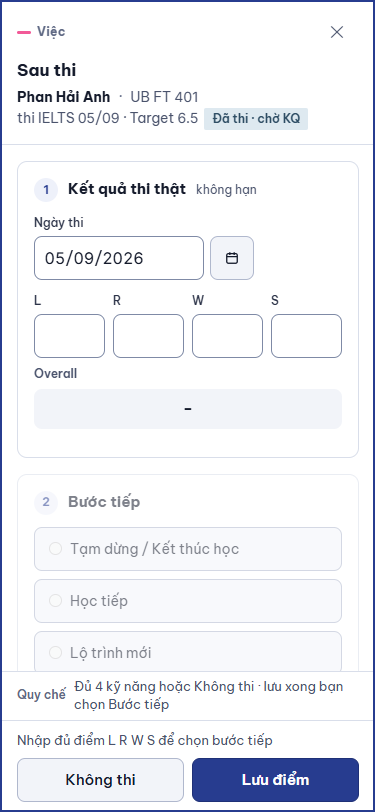 Việc
Sau thi
Phan Hải Anh · UB FT 401
thi IELTS 05/09 · Target 6.5 Đã thi · chờ KQ
1 Kết quả thi thật không hạn
Ngày thi
05/09/2026
L R W S
Overall
–
2 Bước tiếp
Tạm dừng / Kết thúc học
Học tiếp
Lộ trình mới
Quy chế Đủ 4 kỹ năng hoặc Không thi · lưu xong bạn
chọn Bước tiếp
Nhập đủ điểm L R W S để chọn bước tiếp
Không thi Lưu điểm